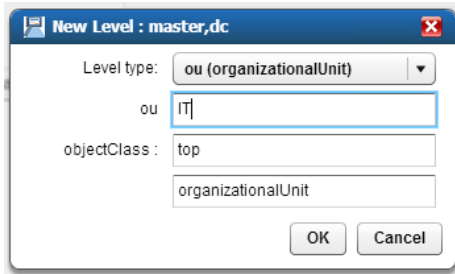 New Level : master,dc
Level type: ou (organizationalUnit)
ou IT
objectClass : top
organizationalUnit
OK Cancel